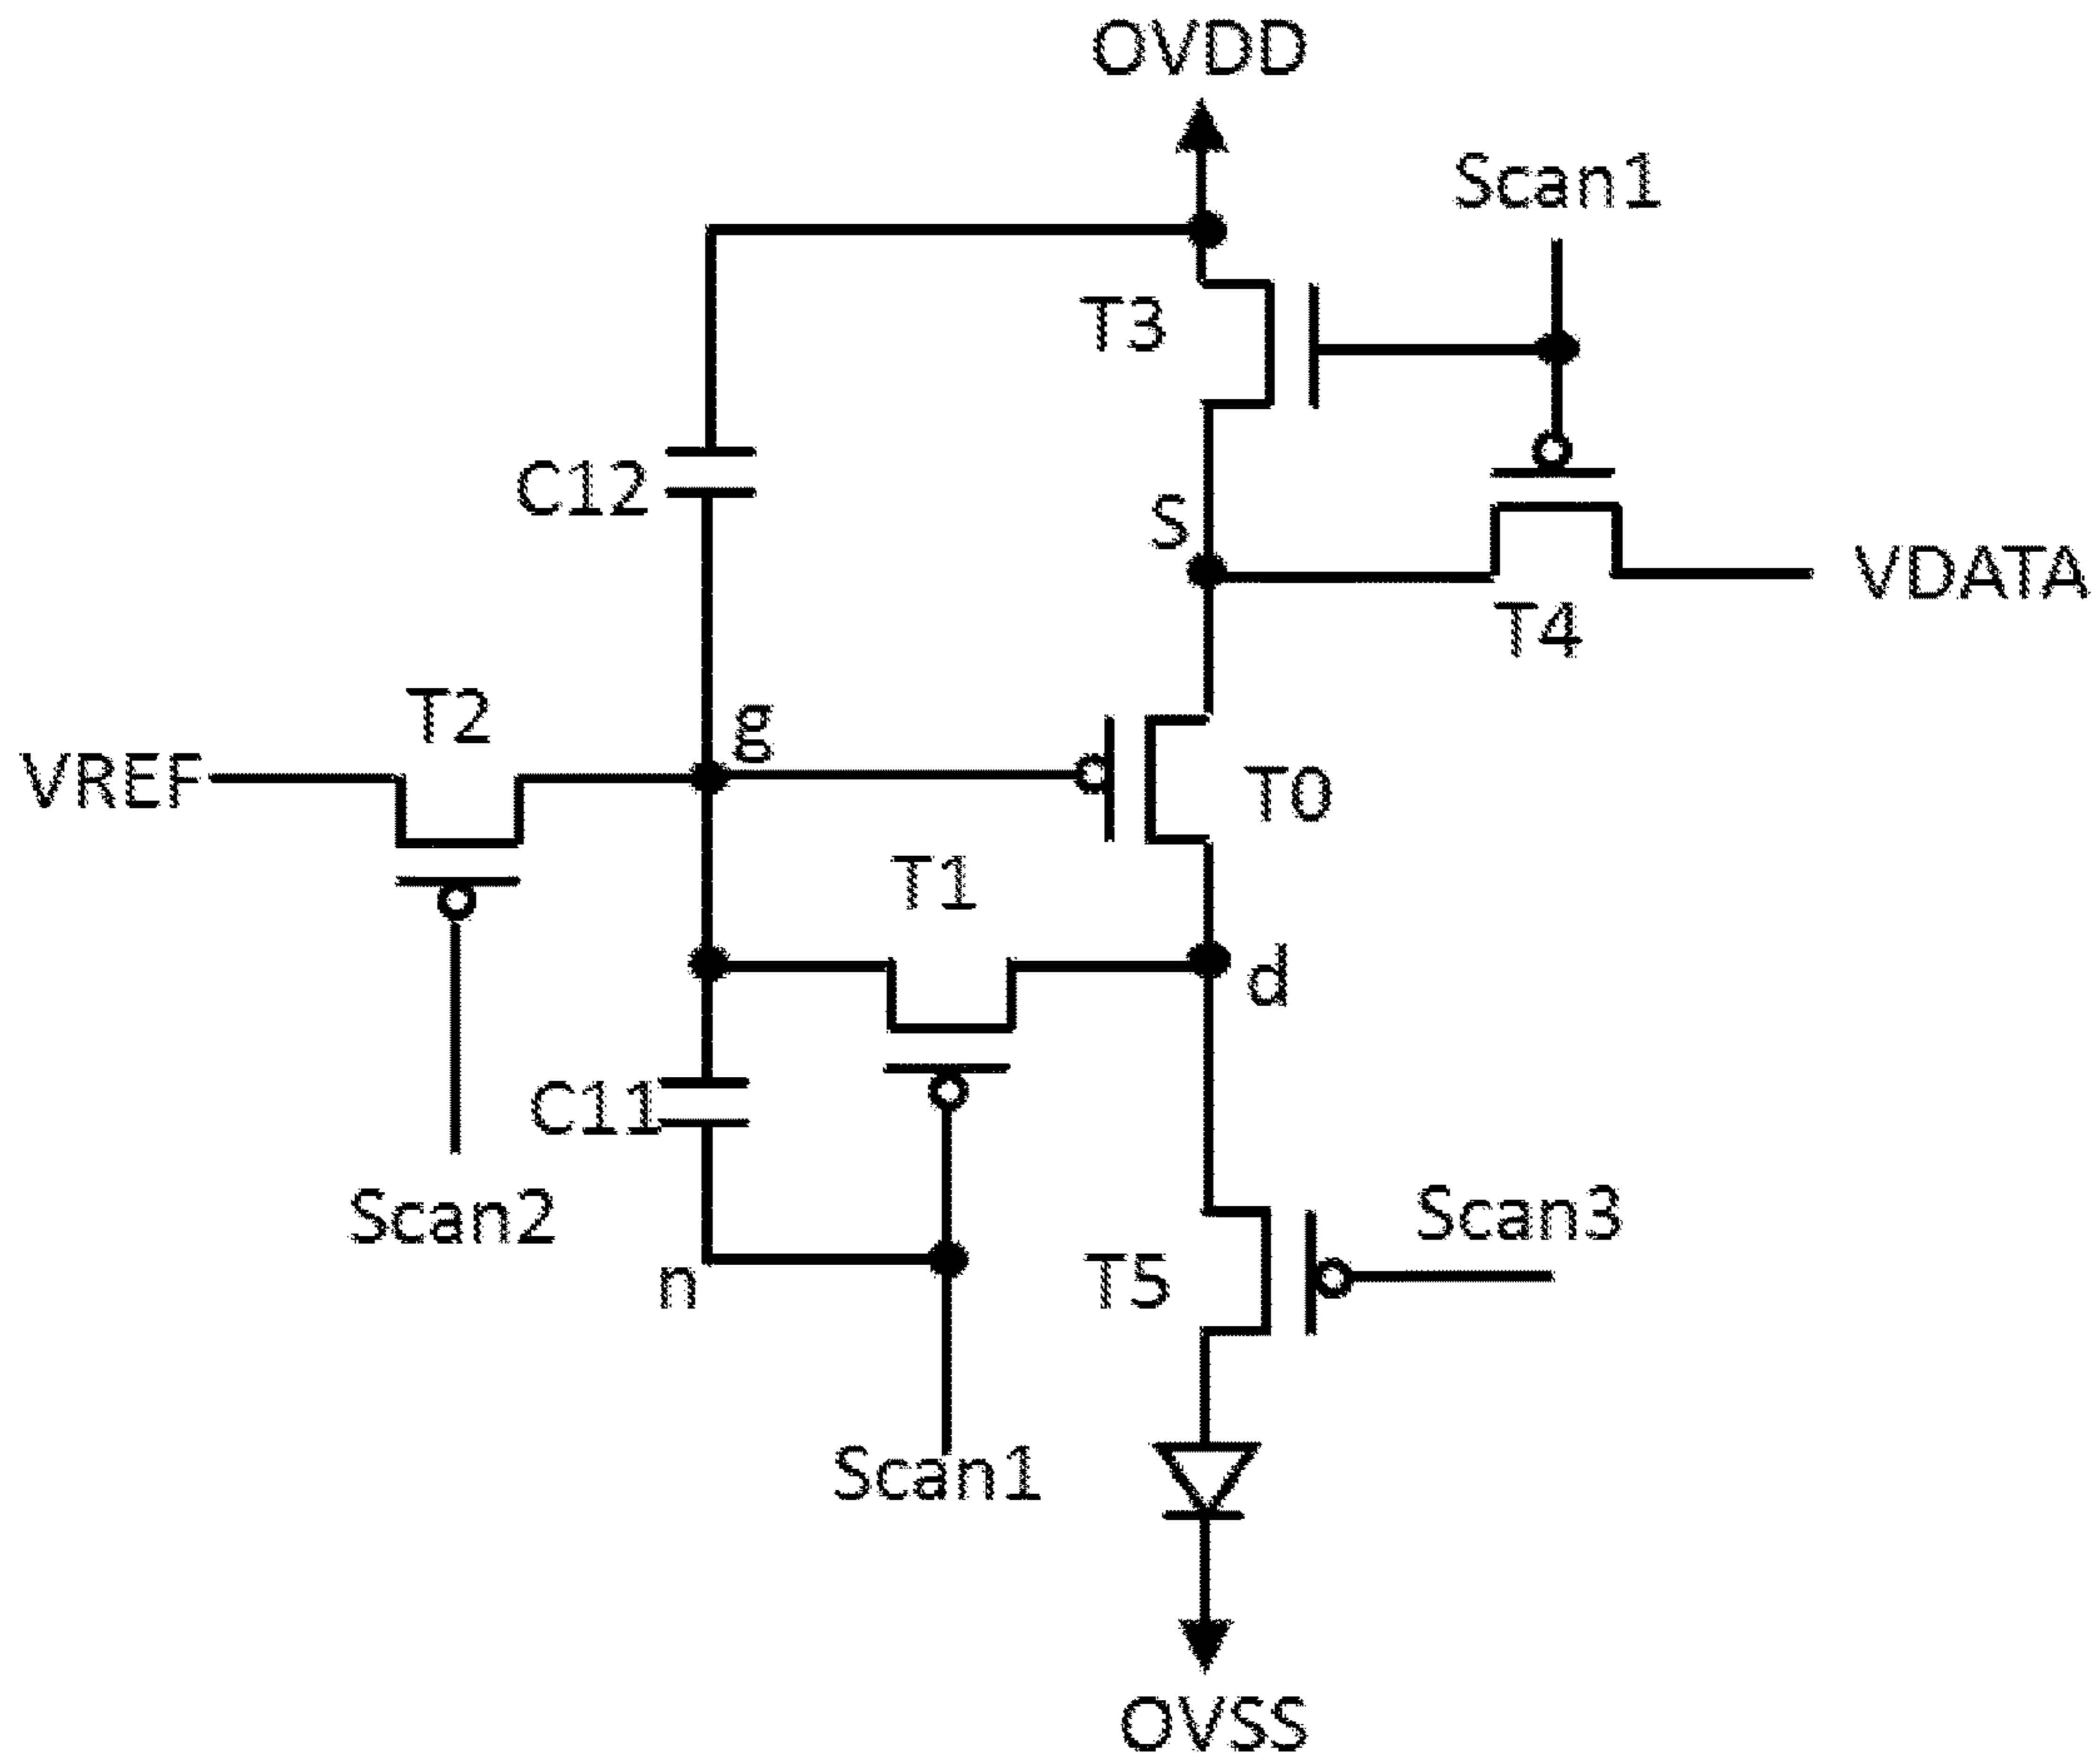 OVDD
Scan1
T3
C12
S
VDATA
T4
T2
g
VREF
T0
T1
d
C11
Scan2
Scan3
T5
n
Scan1
OVSS